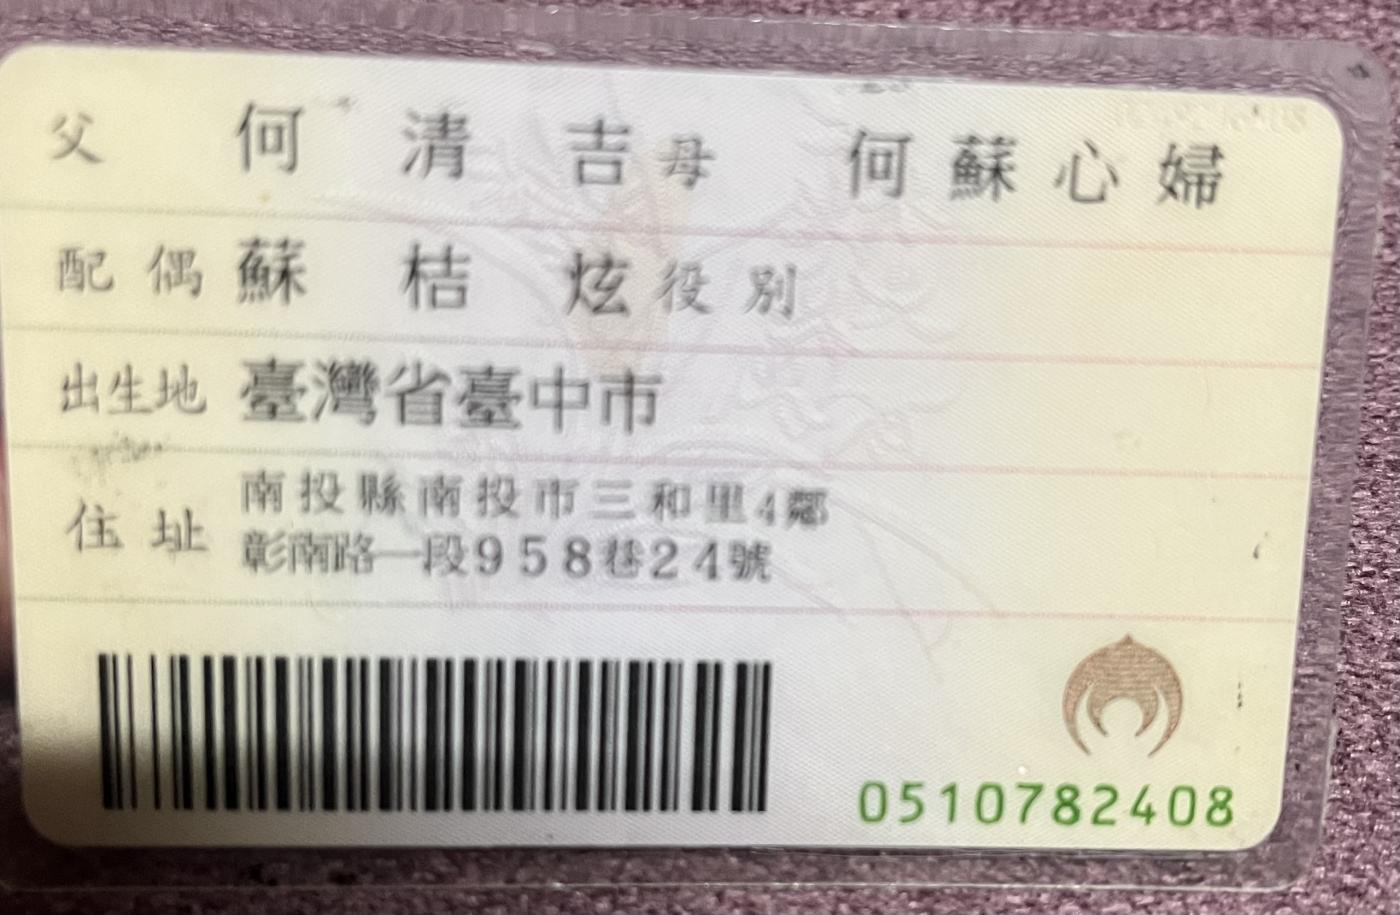 父 何清吉 母 何蘇心婦
配偶 蘇桔炫 役別
出生地 臺灣省臺中市
住址 南投縣南投市三和里4鄰
彰南路一段958巷24號
0510782408